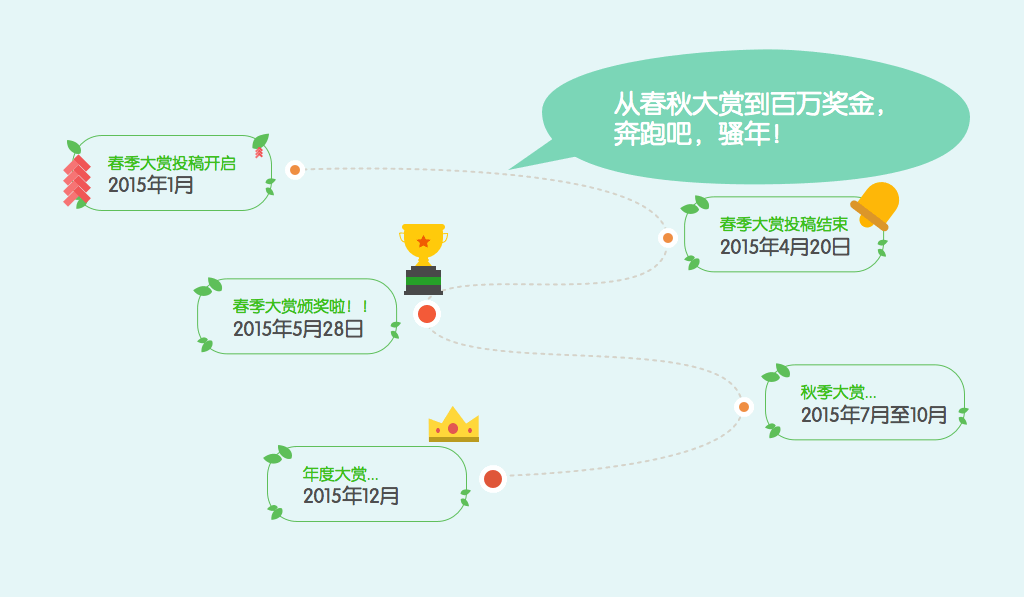 从春秋大赏到百万奖金，
奔跑吧，骚年！
春季大赏投稿开启
2015年1月
春季大赏投稿结束
2015年4月20日
春季大赏颁奖啦！！
2015年5月28日
秋季大赏...
2015年7月至10月
年度大赏...
2015年12月